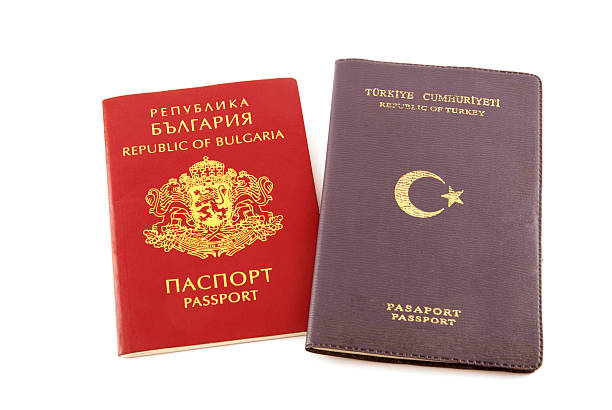 РЕПУБЛИКА
БЪЛГАРИЯ
REPUBLIC OF BULGARIA
ПАСПОРТ
PASSPORT
TÜRKİYE CUMHURİYETİ
REPUBLIC OF TURKEY
PASAPORT
PASSPORT